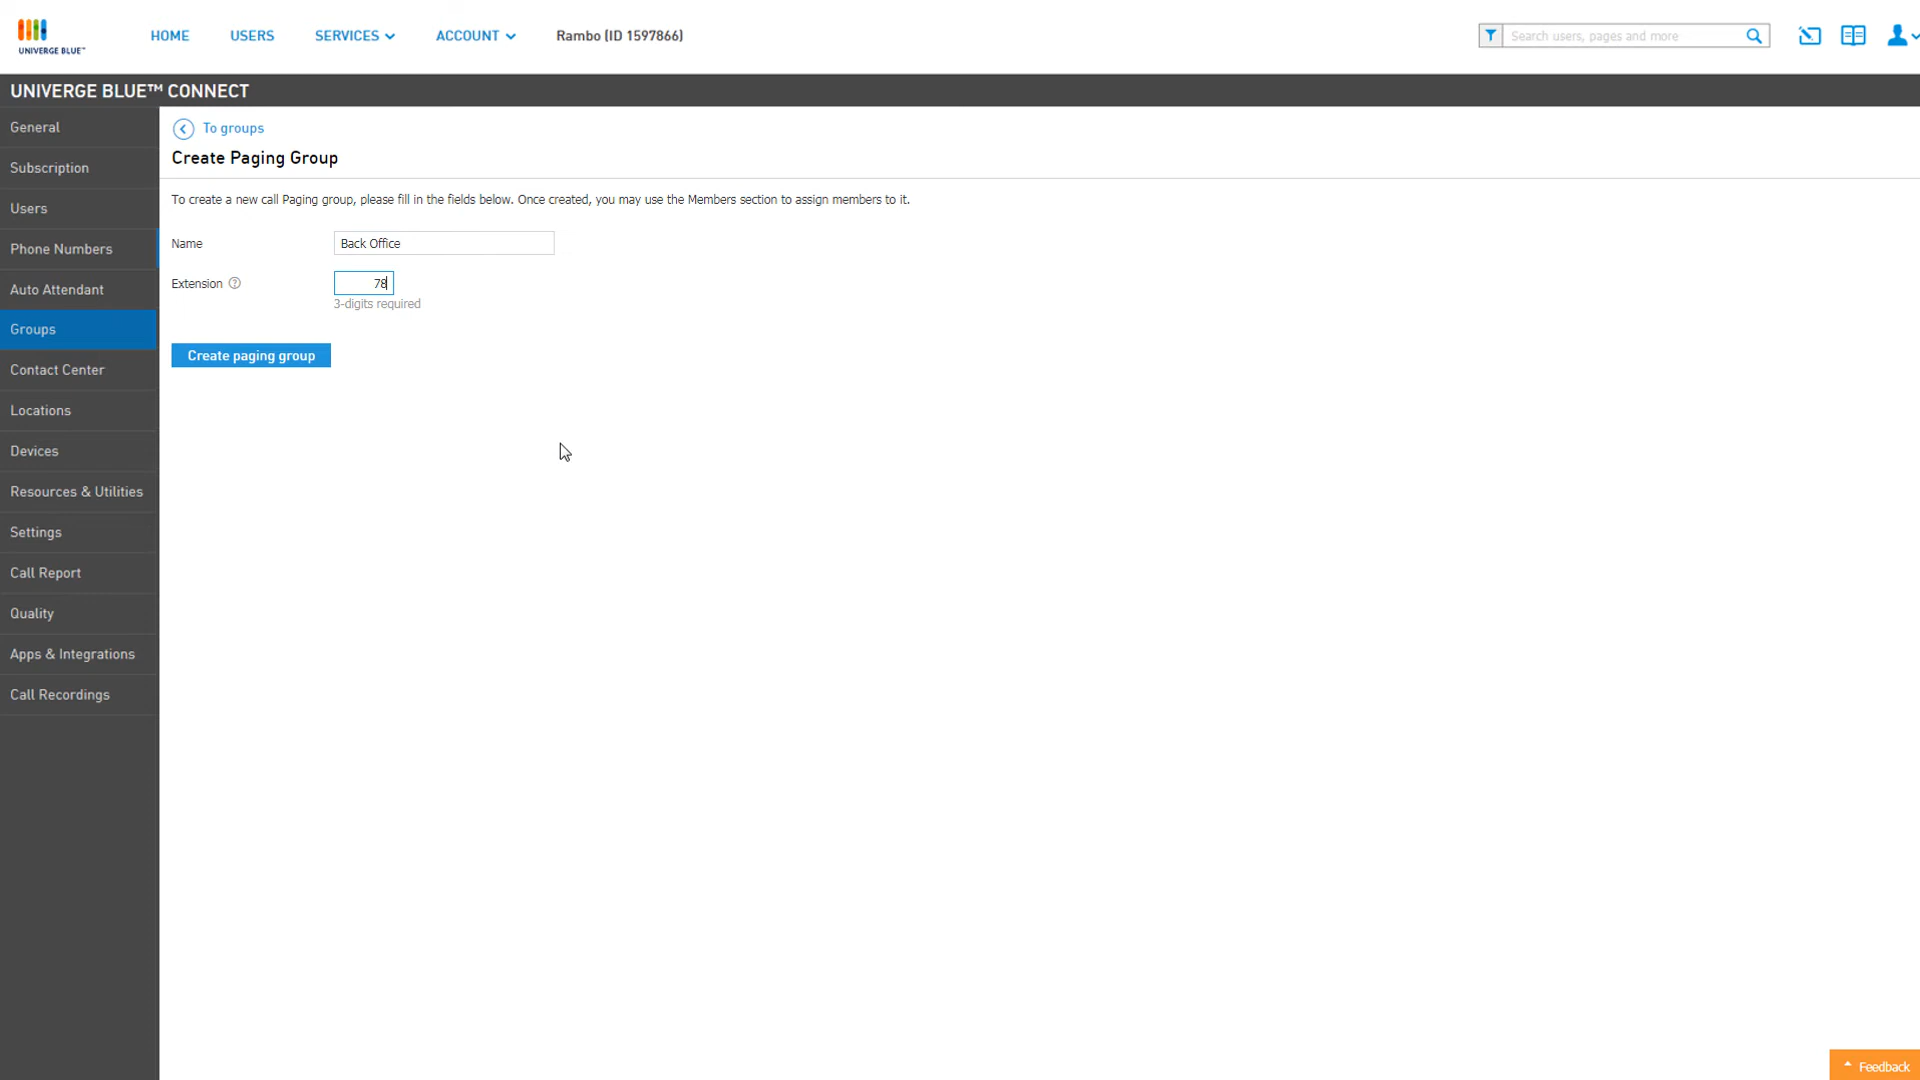 UNIVERGE BLUE™
HOME
USERS
SERVICES
ACCOUNT
Rambo (ID 1597866)
Search users, pages and more
UNIVERGE BLUE™ CONNECT
General
Subscription
Users
Phone Numbers
Auto Attendant
Groups
Contact Center
Locations
Devices
Resources & Utilities
Settings
Call Report
Quality
Apps & Integrations
Call Recordings
To groups
Create Paging Group
To create a new call Paging group, please fill in the fields below. Once created, you may use the Members section to assign members to it.
Name
Back Office
Extension ?
78
3-digits required
Create paging group
Feedback